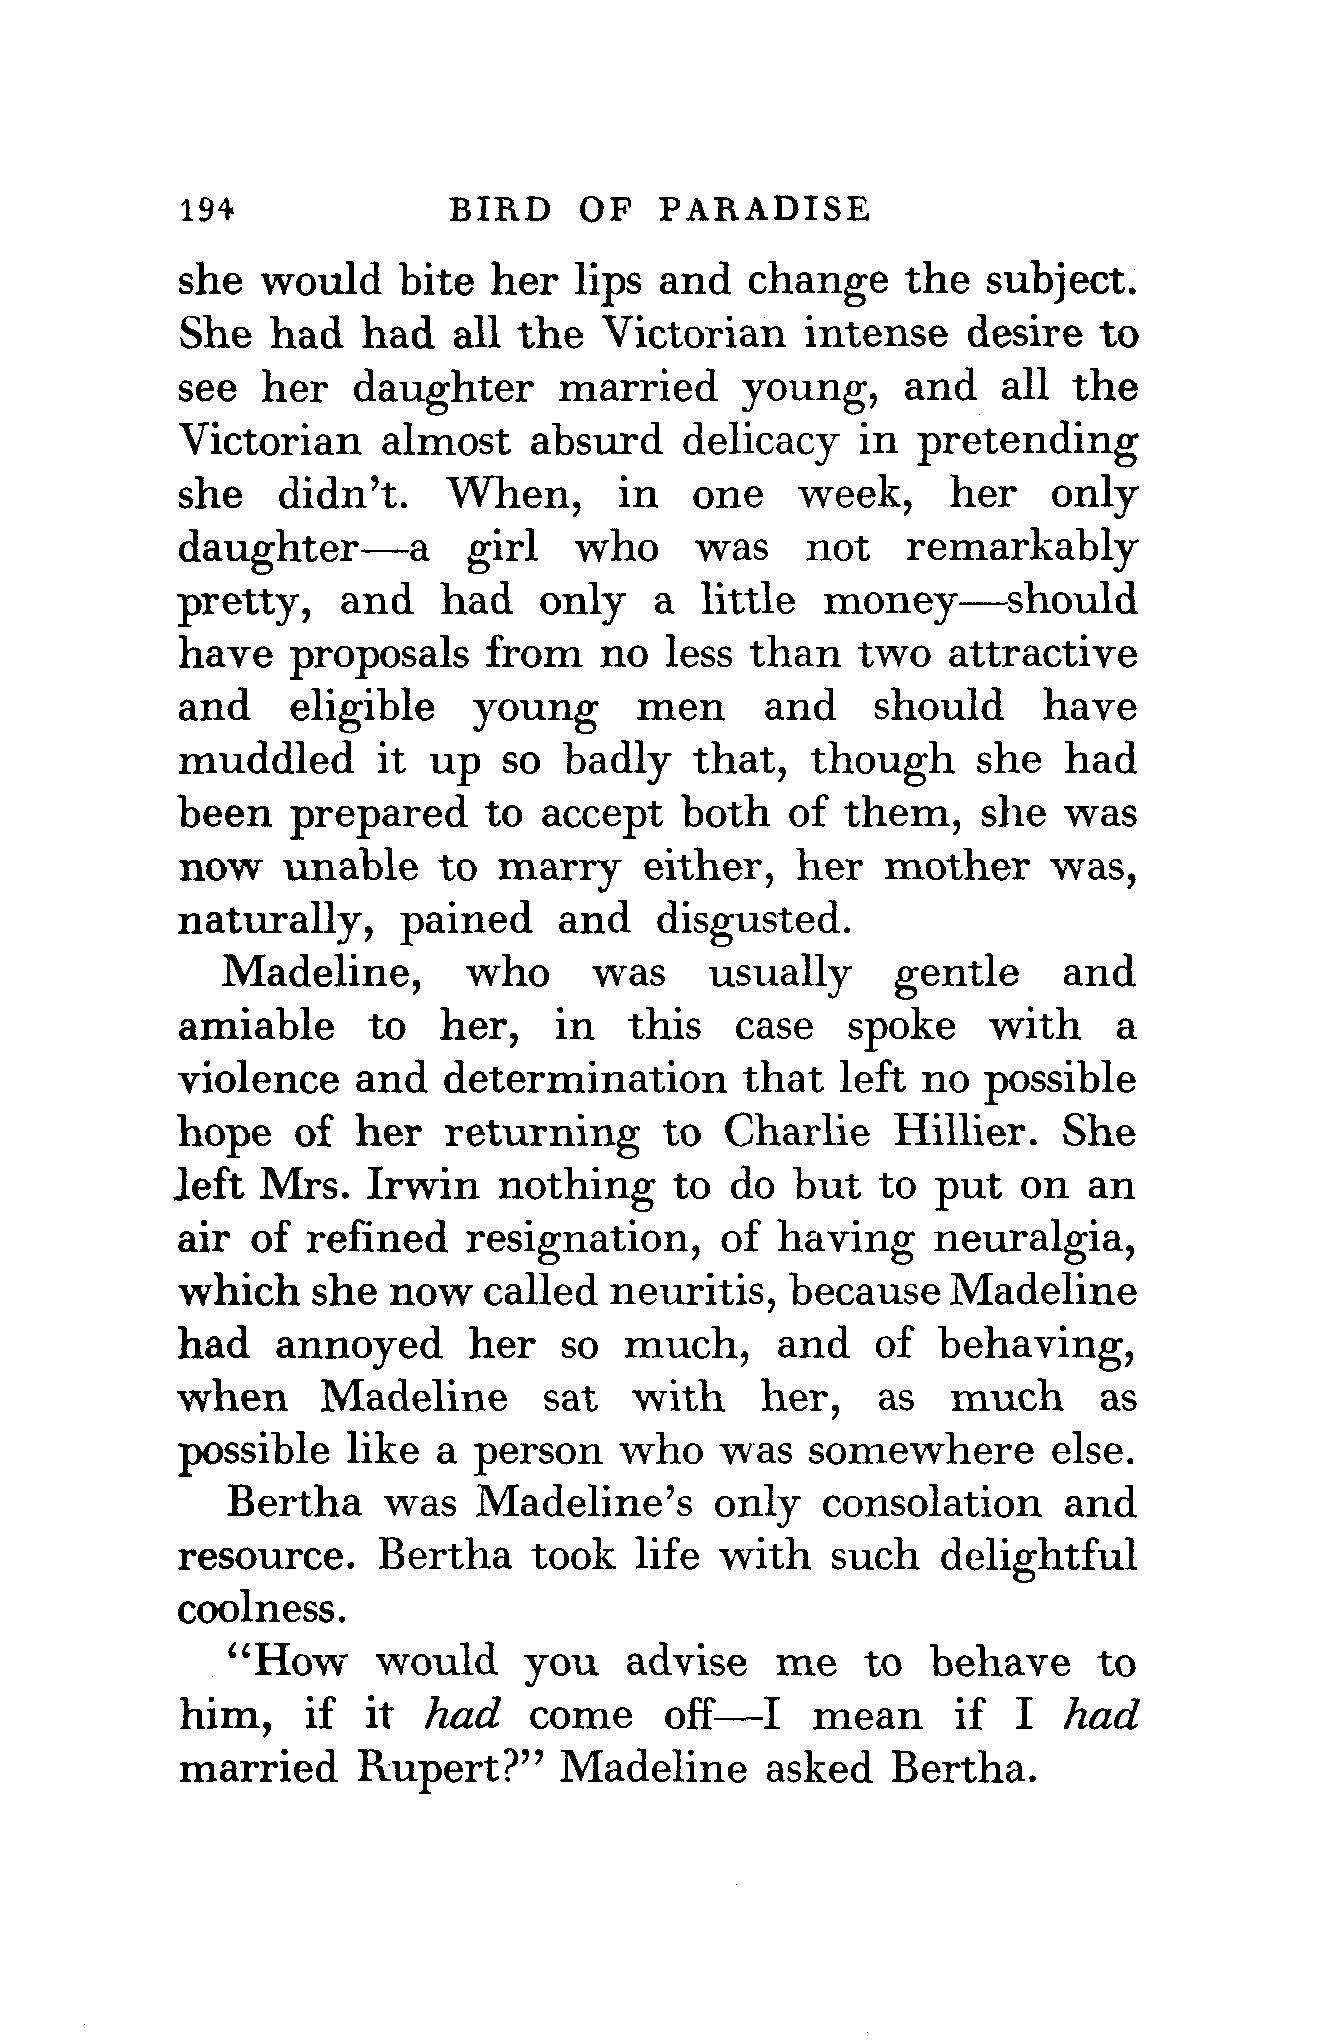 194 BIRD OF PARADISE
she would bite her lips and change the subject.
She had had all the Victorian intense desire to
see her daughter married young, and all the
Victorian almost absurd delicacy in pretending
she didn't. When, in one week, her only
daughter—a girl who was not remarkably
pretty, and had only a little money—should
have proposals from no less than two attractive
and eligible young men and should have
muddled it up so badly that, though she had
been prepared to accept both of them, she was
now unable to marry either, her mother was,
naturally, pained and disgusted.
Madeline, who was usually gentle and
amiable to her, in this case spoke with a
violence and determination that left no possible
hope of her returning to Charlie Hillier. She
left Mrs. Irwin nothing to do but to put on an
air of refined resignation, of having neuralgia,
which she now called neuritis, because Madeline
had annoyed her so much, and of behaving,
when Madeline sat with her, as much as
possible like a person who was somewhere else.
Bertha was Madeline's only consolation and
resource. Bertha took life with such delightful
coolness.
"How would you advise me to behave to
him, if it had come off—I mean if I had
married Rupert?" Madeline asked Bertha.